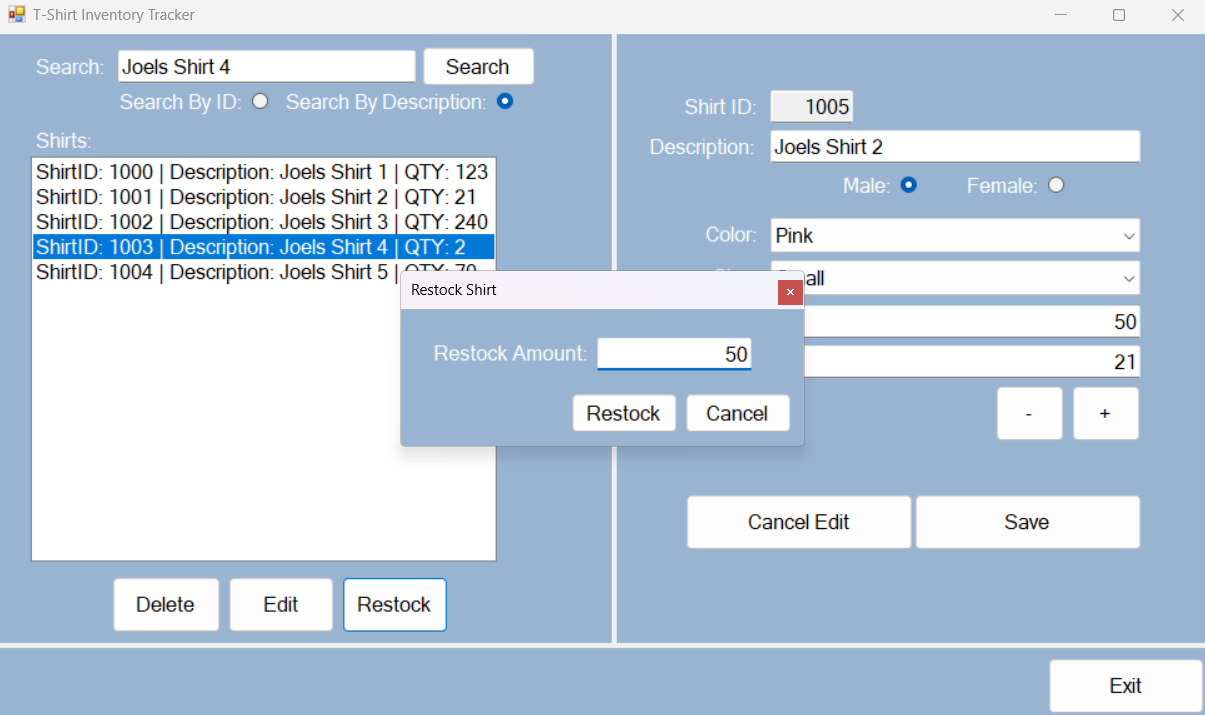 T-Shirt Inventory Tracker
Search: Joels Shirt 4 Search
Search By ID: Search By Description:
Shirts:
ShirtID: 1000 | Description: Joels Shirt 1 | QTY: 123
ShirtID: 1001 | Description: Joels Shirt 2 | QTY: 21
ShirtID: 1002 | Description: Joels Shirt 3 | QTY: 240
ShirtID: 1003 | Description: Joels Shirt 4 | QTY: 2
ShirtID: 1004 | Description: Joels Shirt 5 | QTY: 70
Delete Edit Restock
Restock Shirt
Restock Amount: 50
Restock Cancel
Shirt ID: 1005
Description: Joels Shirt 2
Male: Female:
Color: Pink
50
21
- +
Cancel Edit Save
Exit